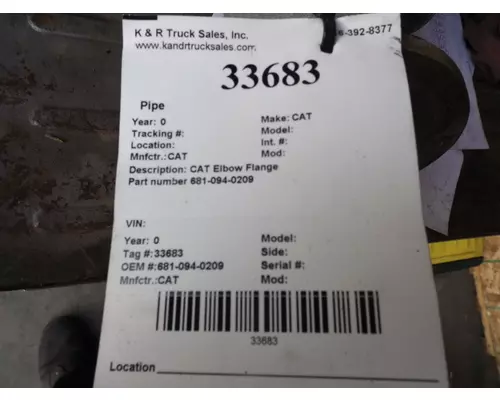 K & R Truck Sales, Inc.
www.kandrtrucksales.com
-392-8377
33683
Pipe
Year: 0 Make: CAT
Tracking #: Model:
Location: Int. #:
Mnfctr.:CAT Mod:
Description: CAT Elbow Flange
Part number 681-094-0209
VIN:
Year: 0 Model:
Tag #:33683 Side:
OEM #:681-094-0209 Serial #:
Mnfctr.:CAT Mod:
33683
Location